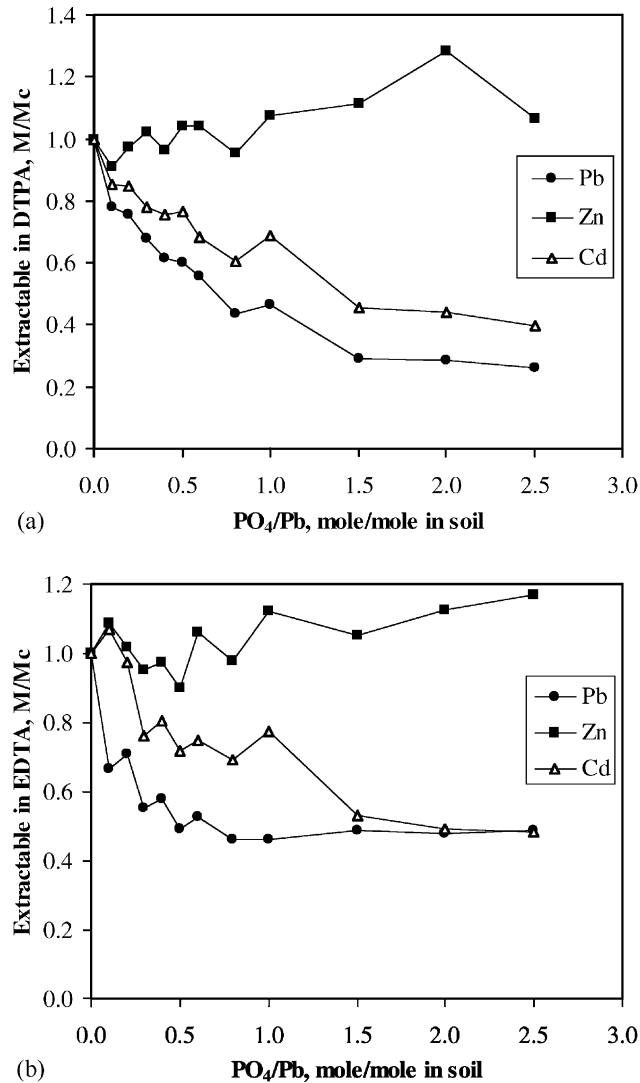 1.4
1.2
1.0
0.8
0.6
0.4
0.2
0.0
Extractable in DTPA, M/Mc
Pb
Zn
Cd
0.0 0.5 1.0 1.5 2.0 2.5 3.0
(a) PO4/Pb, mole/mole in soil
1.2
1.0
0.8
0.6
0.4
0.2
0.0
Extractable in EDTA, M/Mc
Pb
Zn
Cd
0.0 0.5 1.0 1.5 2.0 2.5 3.0
(b) PO4/Pb, mole/mole in soil